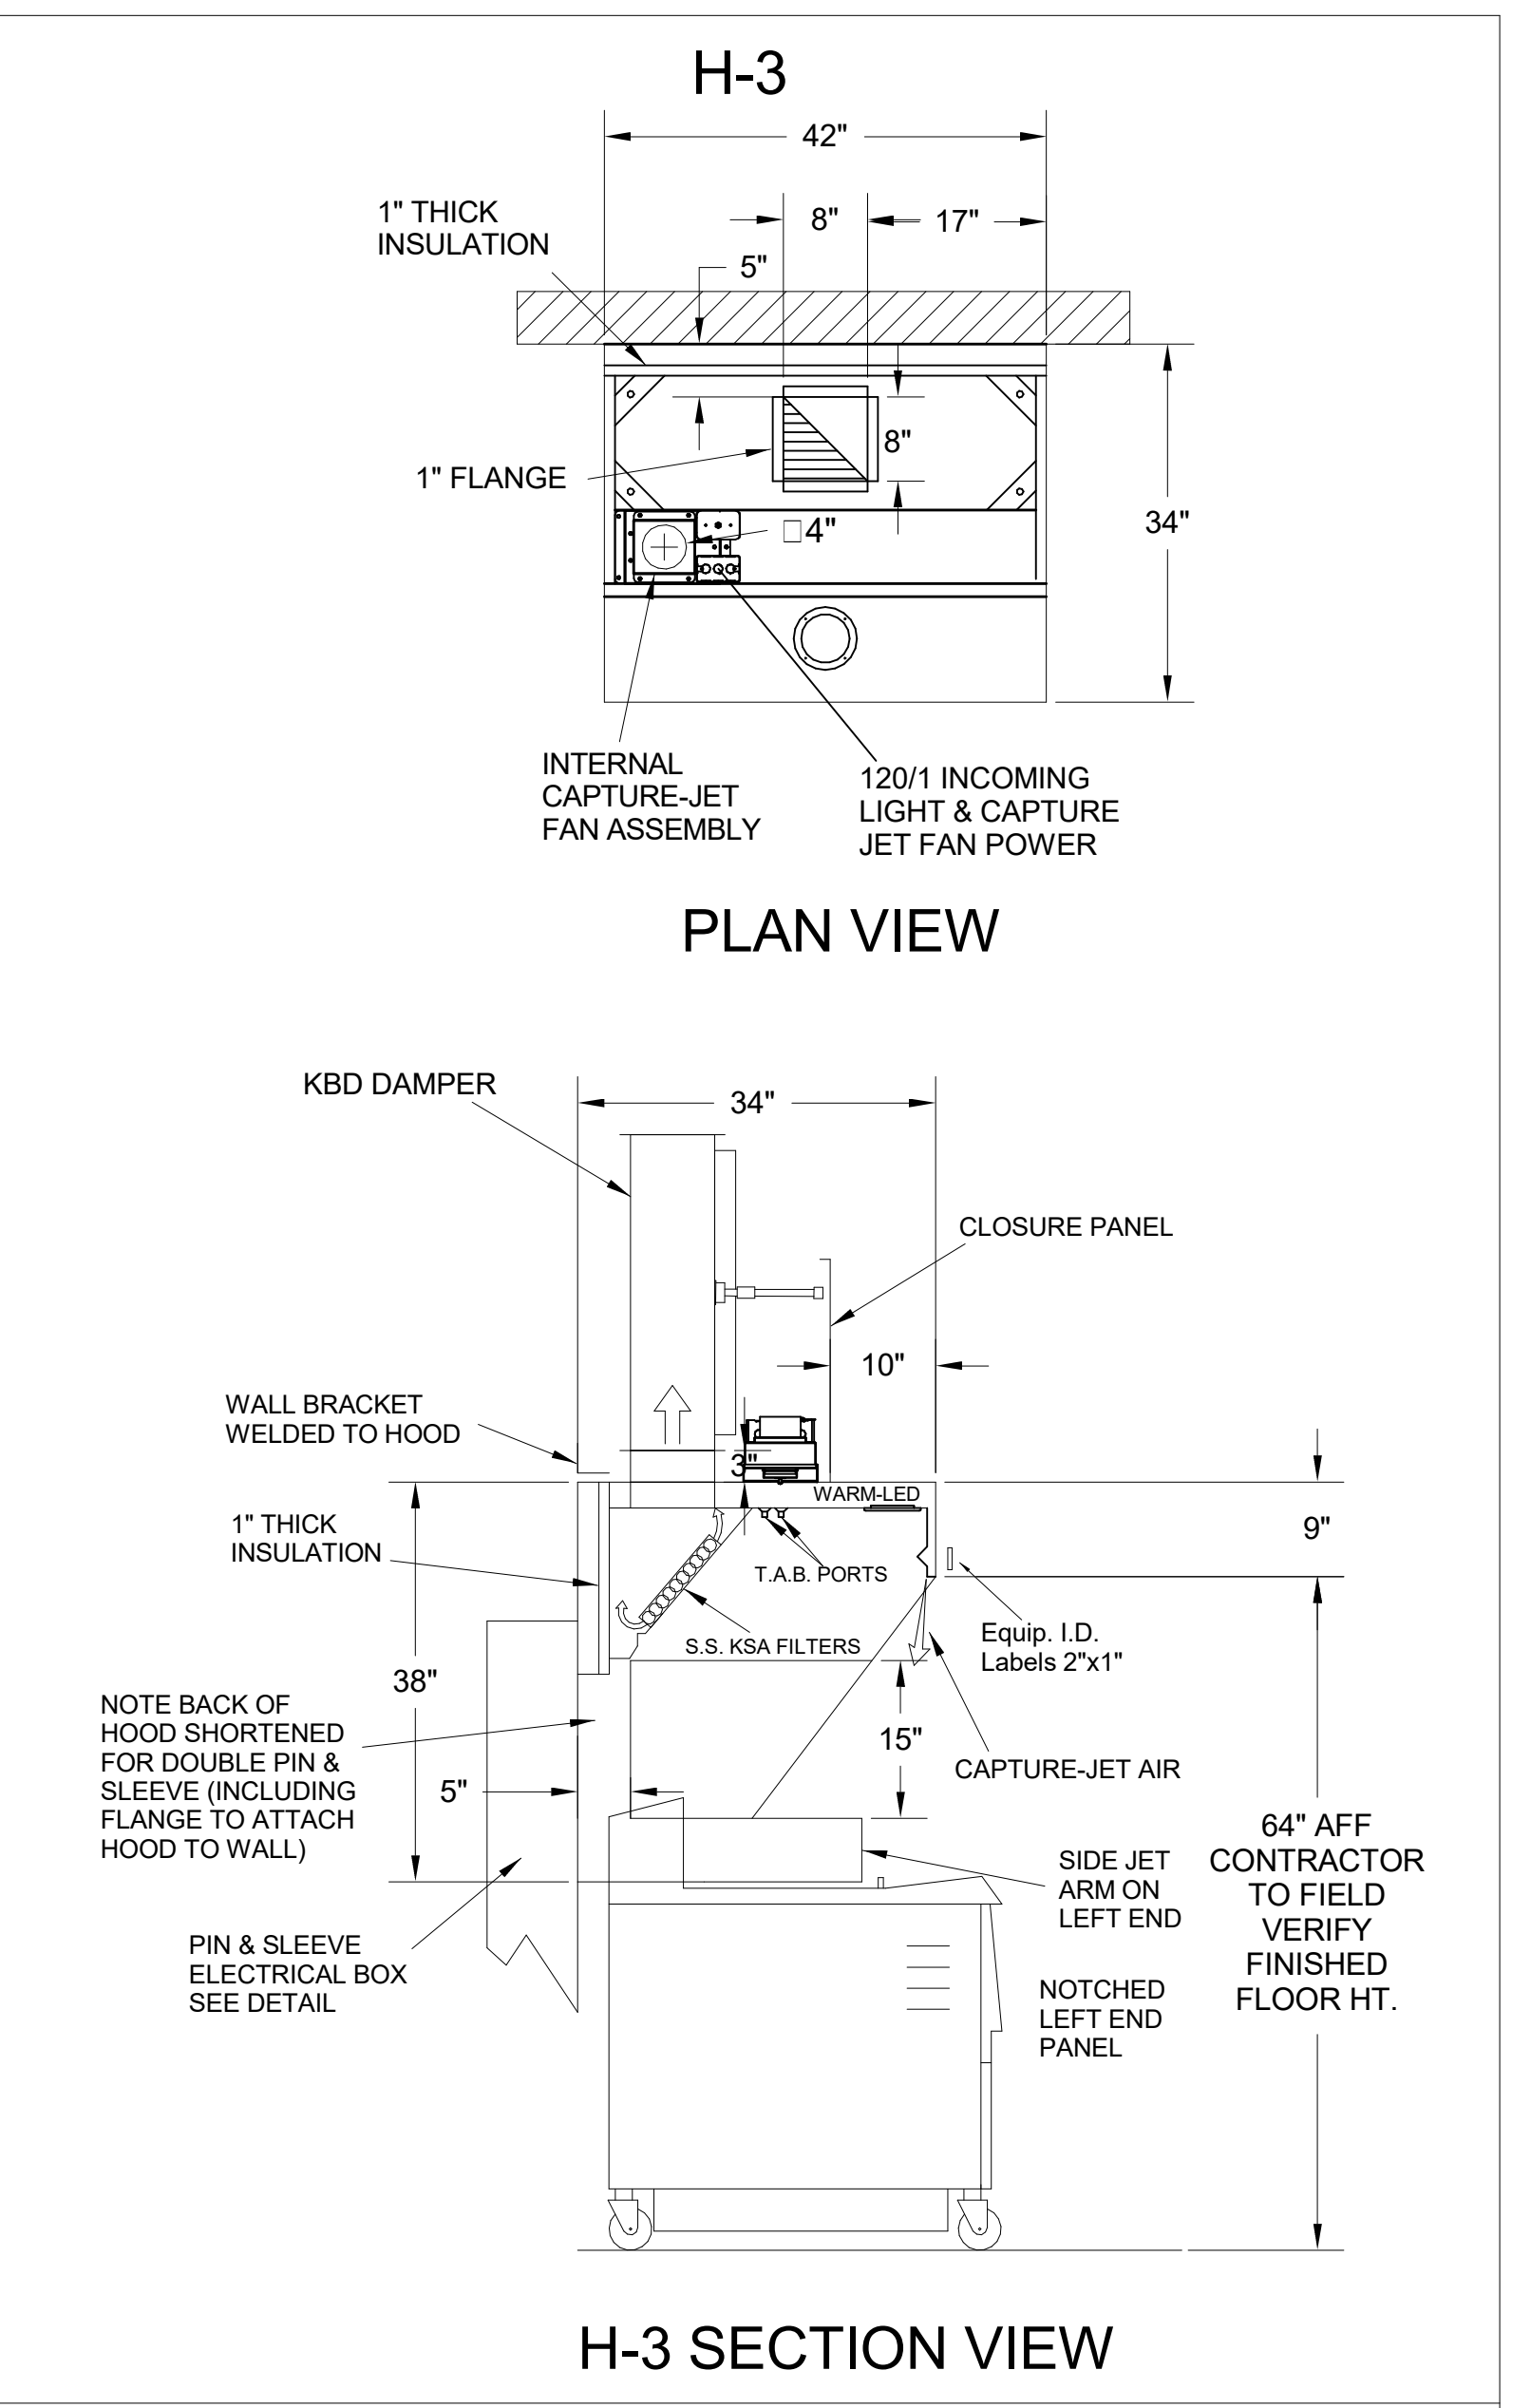 H-3
42"
1" THICK
INSULATION
8"
17"
5"
8"
1" FLANGE
34"
4"
INTERNAL
CAPTURE-JET
FAN ASSEMBLY
120/1 INCOMING
LIGHT & CAPTURE
JET FAN POWER
PLAN VIEW
KBD DAMPER
34"
CLOSURE PANEL
10"
WALL BRACKET
WELDED TO HOOD
3"
WARM-LED
1" THICK
INSULATION
9"
T.A.B. PORTS
S.S. KSA FILTERS
Equip. I.D.
Labels 2"x1"
38"
NOTE BACK OF
HOOD SHORTENED
FOR DOUBLE PIN &
SLEEVE (INCLUDING
FLANGE TO ATTACH
HOOD TO WALL)
15"
5"
CAPTURE-JET AIR
64" AFF
CONTRACTOR
TO FIELD
VERIFY
FINISHED
FLOOR HT.
SIDE JET
ARM ON
LEFT END
PIN & SLEEVE
ELECTRICAL BOX
SEE DETAIL
NOTCHED
LEFT END
PANEL
H-3 SECTION VIEW